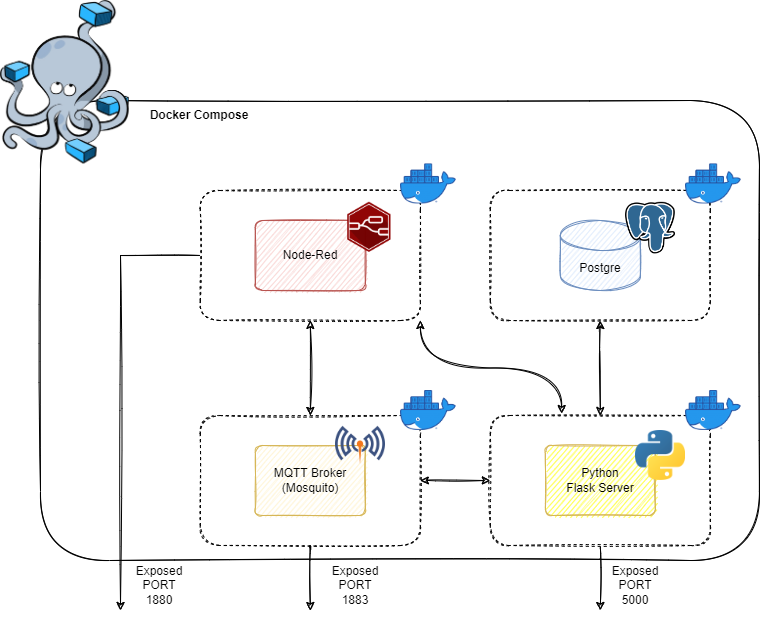 Docker Compose
Node-Red
Postgre
MQTT Broker
(Mosquito)
Python
Flask Server
Exposed
PORT
1880
Exposed
PORT
1883
Exposed
PORT
5000